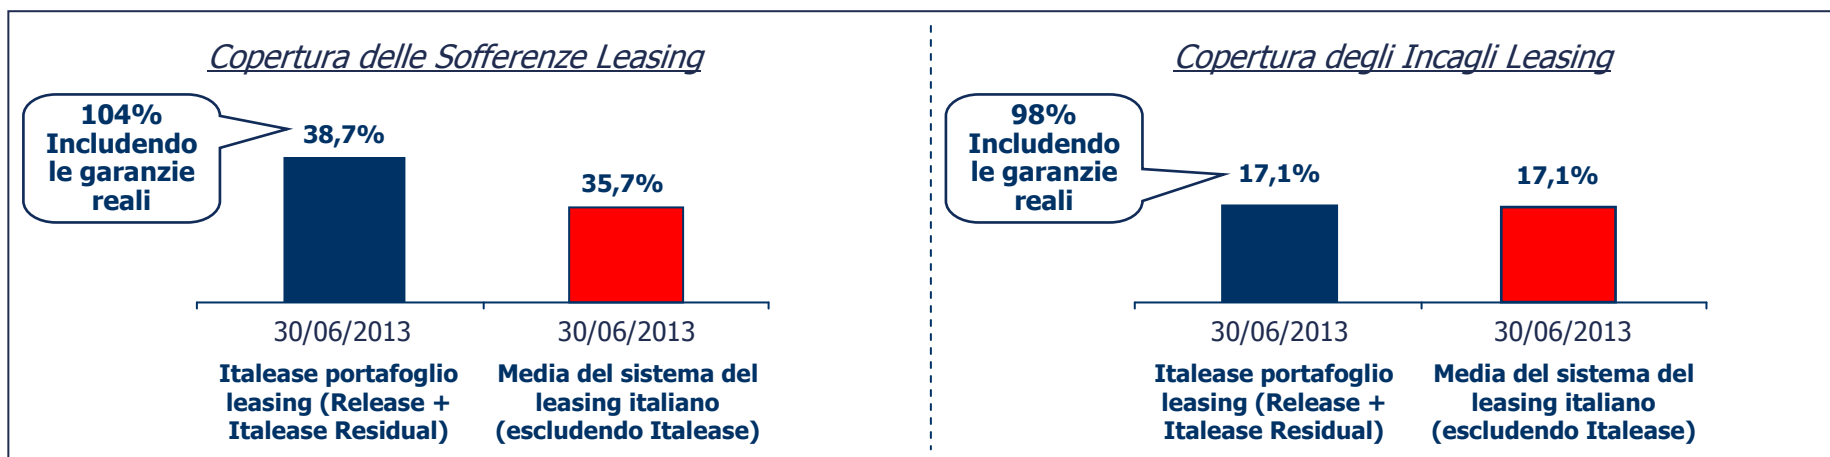 Copertura delle Sofferenze Leasing
104%
Includendo
le garanzie
reali
38,7%
35,7%
30/06/2013
30/06/2013
Italease portafoglio
leasing (Release +
Italease Residual)
Media del sistema del
leasing italiano
(escludendo Italease)
Copertura degli Incagli Leasing
98%
Includendo
le garanzie
reali
17,1%
17,1%
30/06/2013
30/06/2013
Italease portafoglio
leasing (Release +
Italease Residual)
Media del sistema del
leasing italiano
(escludendo Italease)